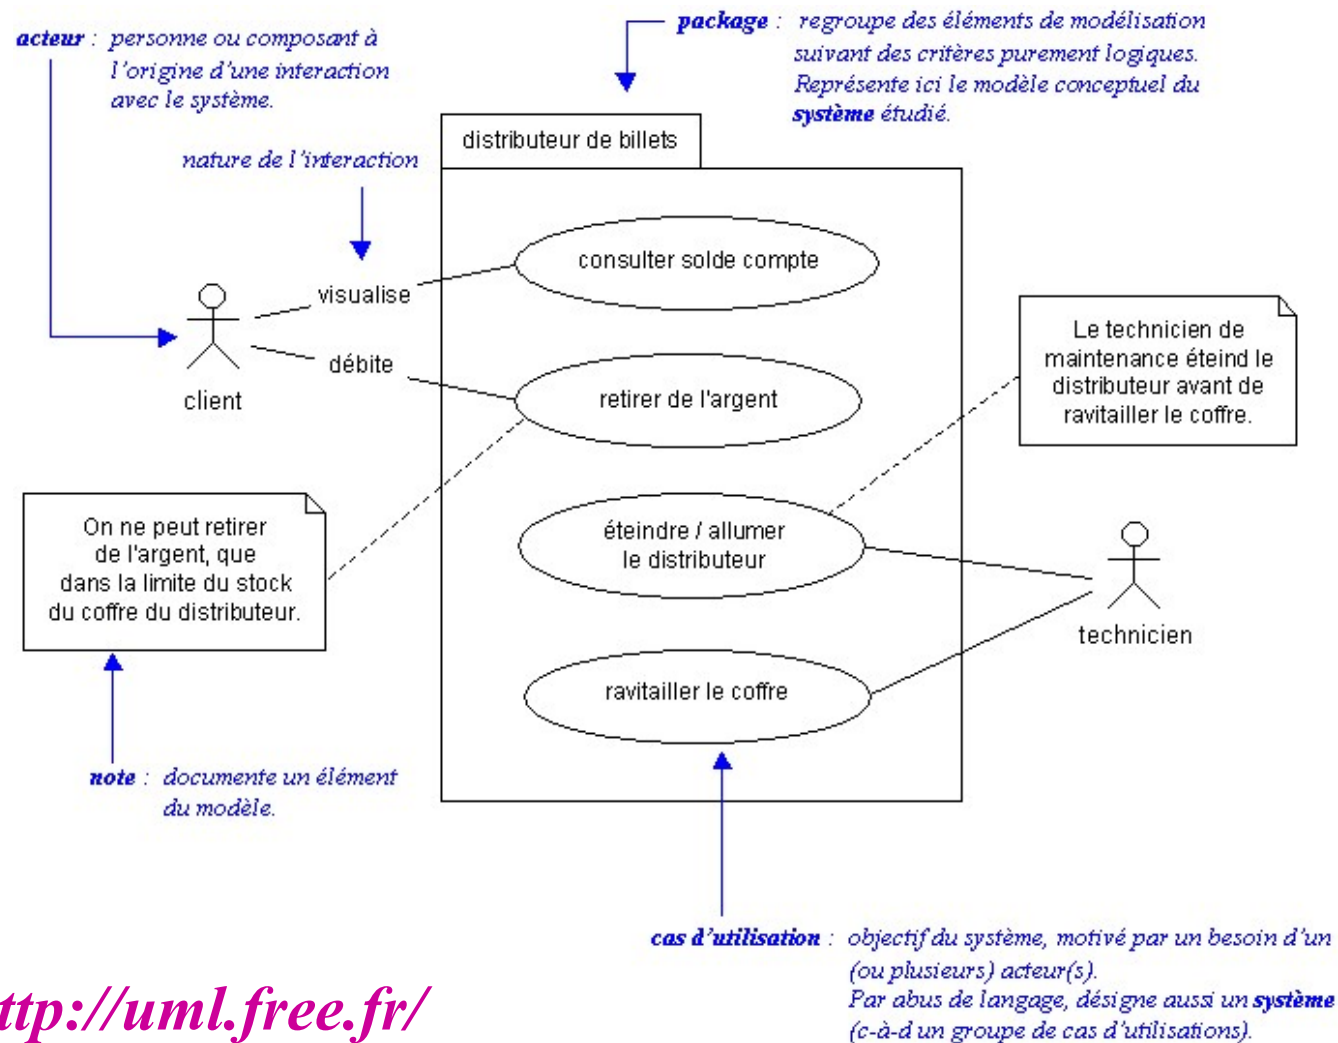 package : regroupe des éléments de modélisation
suivant des critères purement logiques.
Représente ici le modèle conceptuel du
système étudié.
acteur : personne ou composant à
l'origine d'une interaction
avec le système.
nature de l'interaction
distributeur de billets
consulter solde compte
visualise
débite
client
retirer de l'argent
Le technicien de
maintenance éteind le
distributeur avant de
ravitailler le coffre.
On ne peut retirer
de l'argent, que
dans la limite du stock
du coffre du distributeur.
éteindre / allumer
le distributeur
technicien
ravitailler le coffre
note : documente un élément
du modèle.
cas d'utilisation : objectif du système, motivé par un besoin d'un
(ou plusieurs) acteur(s).
Par abus de langage, désigne aussi un système
(c-à-d un groupe de cas d'utilisations).
ttp://uml.free.fr/